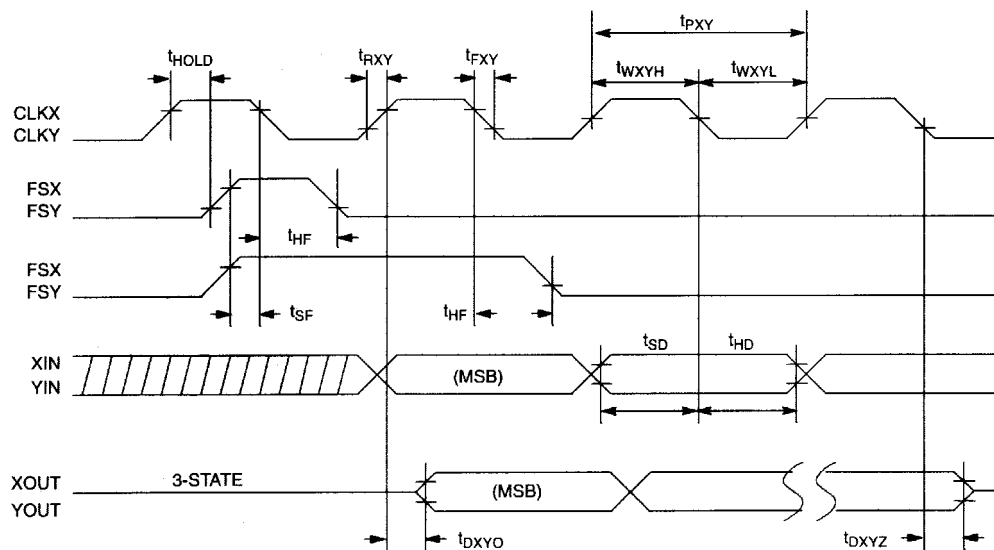 tPXY
tHOLD
tRXY
tFXY
tWXYH
tWXYL
CLKX
CLKY
FSX
FSY
tHF
FSX
FSY
tSF
tHF
tSD
tHD
XIN
YIN
(MSB)
XOUT
YOUT
3-STATE
(MSB)
tDXYO
tDXYZ